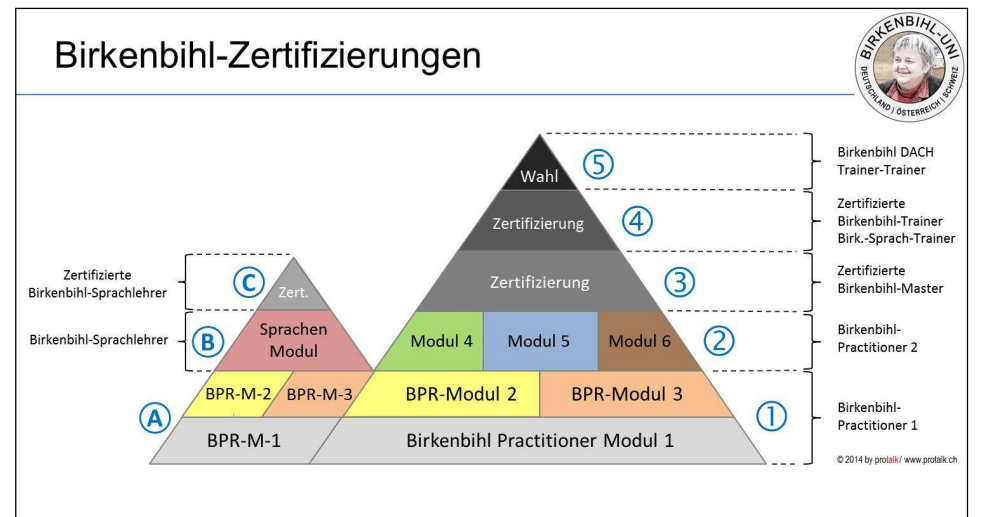 Birkenbihl-Zertifizierungen
BIRKENBIHL-UNI
DEUTSCHLAND | ÖSTERREICH | SCHWEIZ
Wahl
5
Birkenbihl DACH
Trainer-Trainer
Zertifizierung
4
Zertifizierte
Birkenbihl-Trainer
Birk.-Sprach-Trainer
Zertifizierte
Birkenbihl-Sprachlehrer
C
Zert.
Zertifizierung
3
Zertifizierte
Birkenbihl-Master
Birkenbihl-Sprachlehrer
B
Sprachen
Modul
Modul 4
Modul 5
Modul 6
2
Birkenbihl-
Practitioner 2
A
BPR-M-2
BPR-M-3
BPR-Modul 2
BPR-Modul 3
1
Birkenbihl-
Practitioner 1
BPR-M-1
Birkenbihl Practitioner Modul 1
© 2014 by protalk / www.protalk.ch